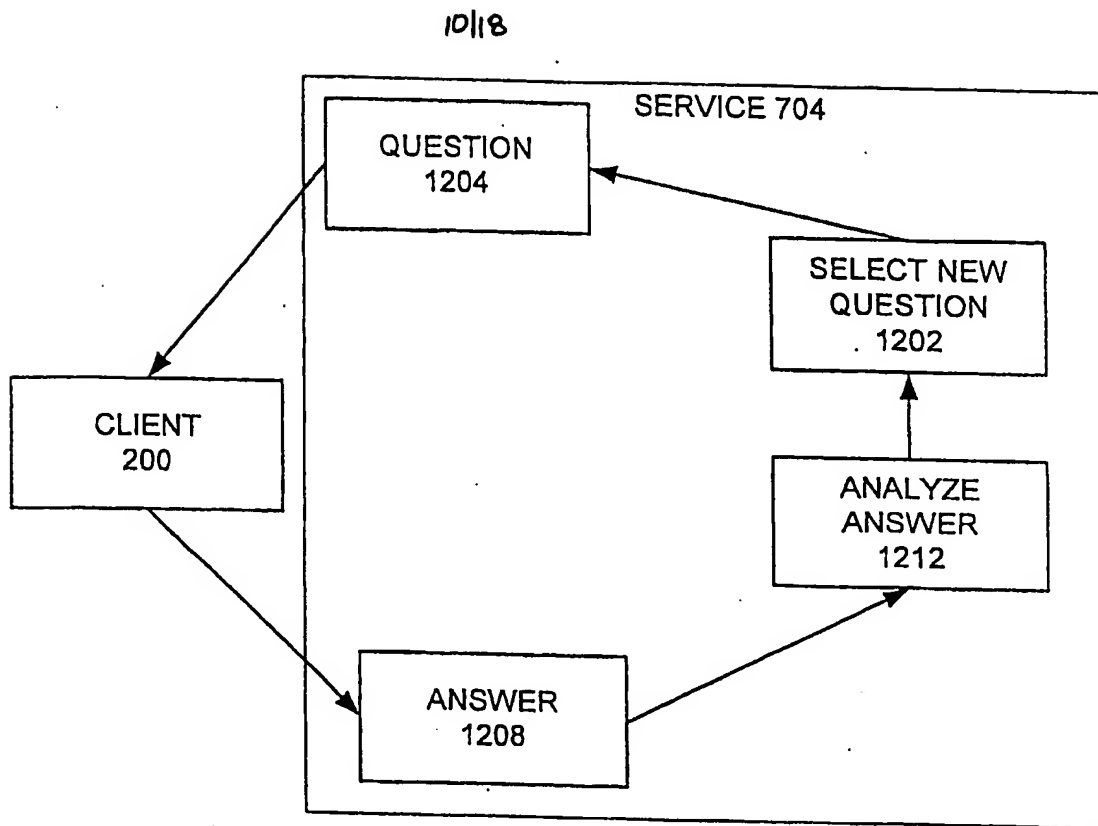 10/18
SERVICE 704
QUESTION
1204
SELECT NEW
QUESTION
1202
CLIENT
200
ANALYZE
ANSWER
1212
ANSWER
1208